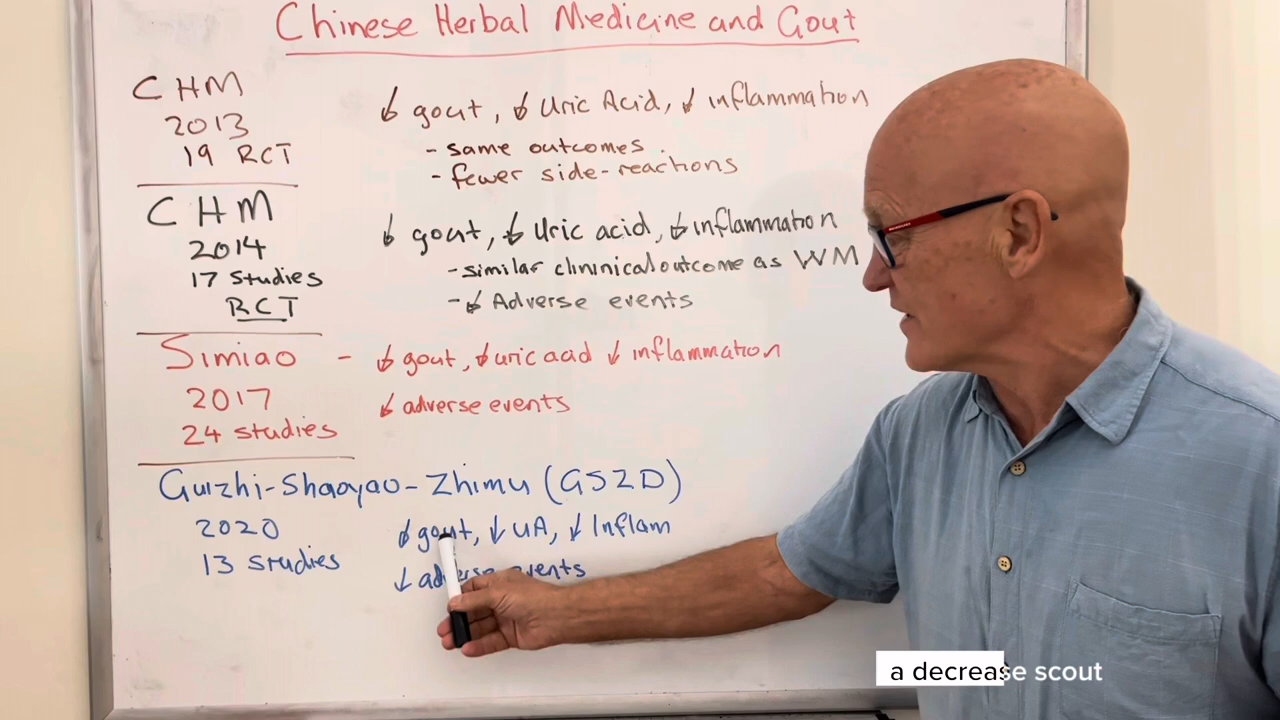 Chinese Herbal Medicine and Gout
CHM
2013
19 RCT
↓ gout, ↓ Uric Acid, ↓ inflammation
- same outcomes.
- fewer side-reactions
CHM
2014
17 Studies
RCT
↓ gout, ↓ Uric acid, ↓ inflammation
- similar clininical outcome as WM
- ↓ Adverse events
Simiao - ↓ gout, ↓ uric acid ↓ inflammation
2017
24 studies
↓ adverse events
Guizhi-Shaoyao-Zhimu (GSZD)
2020
13 studies
↓ gout, ↓ UA, ↓ Inflam
↓ adverse events
a decrease scout